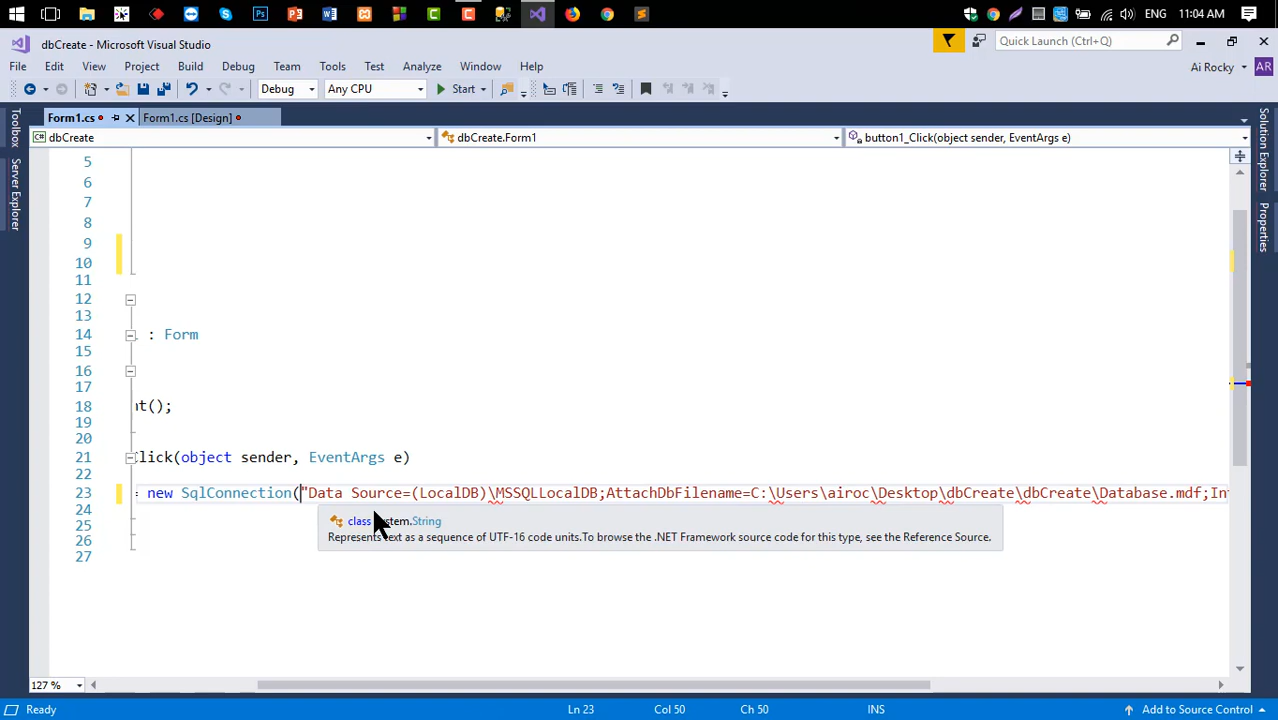 ENG 11:04 AM
dbCreate - Microsoft Visual Studio
Quick Launch (Ctrl+Q)
File Edit View Project Build Debug Team Tools Test Analyze Window Help
Ai Rocky AR
Debug Any CPU Start
Form1.cs Form1.cs [Design]
dbCreate dbCreate.Form1 button1_Click(object sender, EventArgs e)
Toolbox
Server Explorer
Solution Explorer
Properties
5
6
7
8
9
10
11
12
13
14 : Form
15
16
17
18 nt();
19
20
21 Click(object sender, EventArgs e)
22
23 = new SqlConnection("Data Source=(LocalDB)\MSSQLLocalDB;AttachDbFilename=C:\Users\airoc\Desktop\dbCreate\dbCreate\Database.mdf;In
24
25
26
27
class System.String
Represents text as a sequence of UTF-16 code units.To browse the .NET Framework source code for this type, see the Reference Source.
127 %
Ready Ln 23 Col 50 Ch 50 INS Add to Source Control